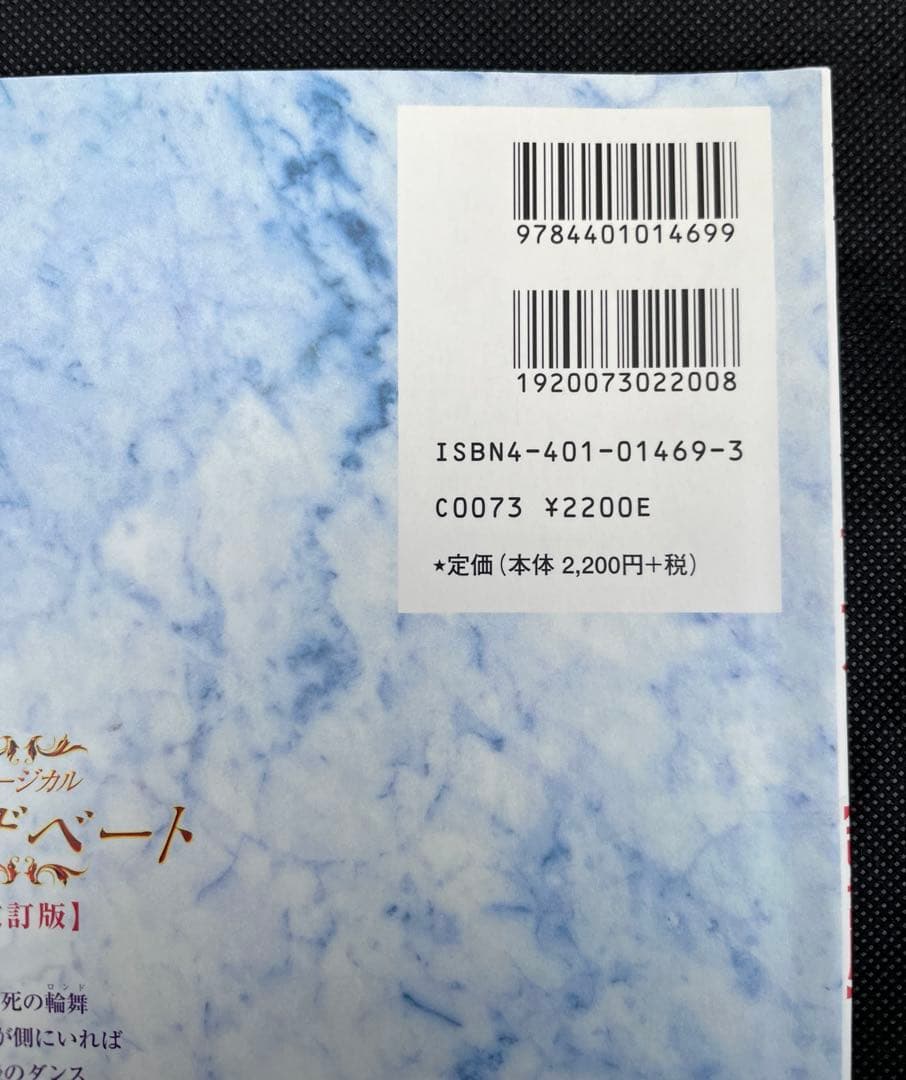 9784401014699
1920073022008
ISBN4-401-01469-3
C0073 ¥2200E
★定価(本体 2,200円+税)
ージカル
ベート
訂版】
ロンド
死の輪舞
が側にいれば
のダンス